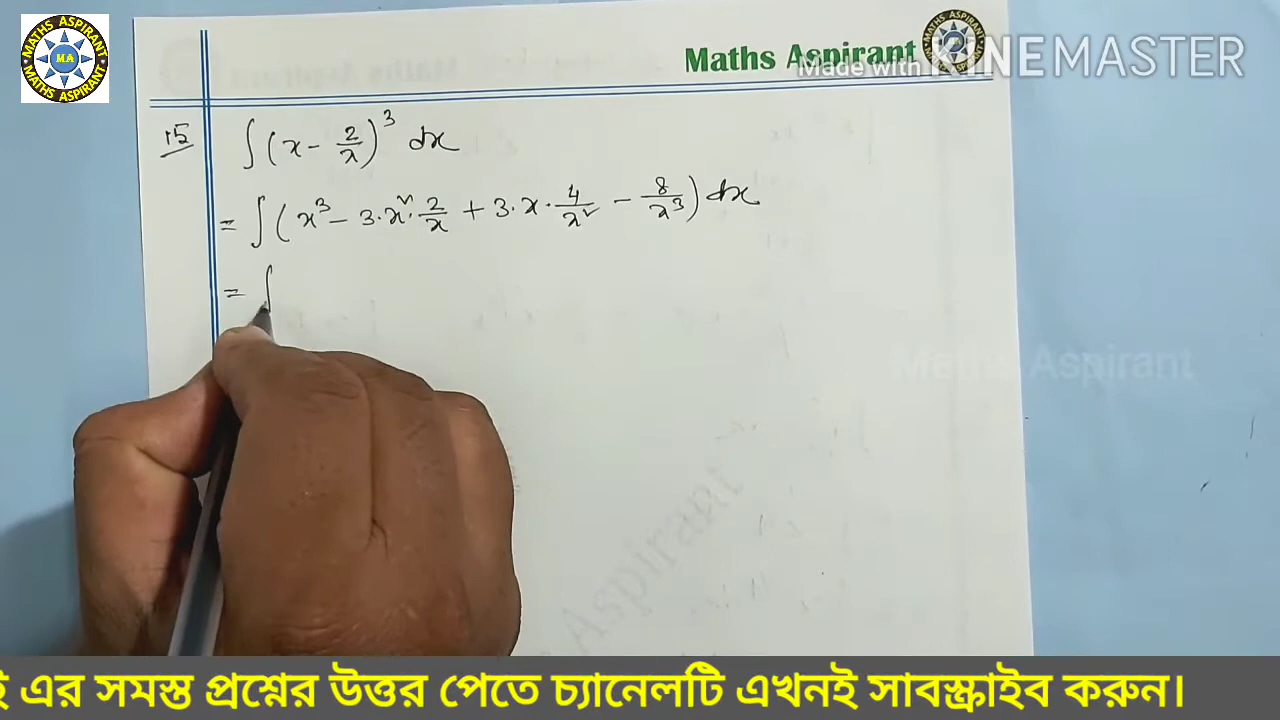 MATHS ASPIRANT
MA
MATHS ASPIRANT
Maths Aspirant
Made with KINEMASTER
15 ∫(x - 2/x)³ dx
= ∫(x³ - 3·x²·2/x + 3·x·4/x² - 8/x³) dx
= ∫
Maths Aspirant
Aspirant
ই এর সমস্ত প্রশ্নের উত্তর পেতে চ্যানেলটি এখনই সাবস্ক্রাইব করুন।